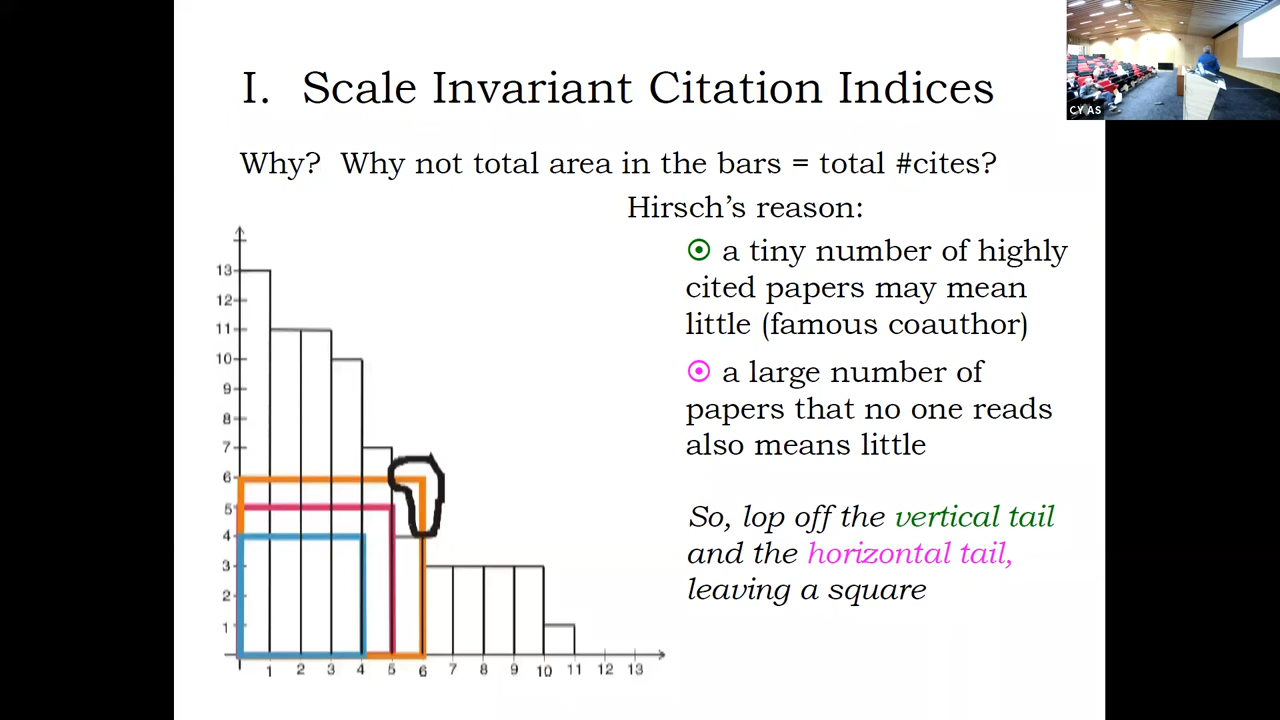 I. Scale Invariant Citation Indices
CY AS
Why? Why not total area in the bars = total #cites?
Hirsch's reason:
a tiny number of highly
cited papers may mean
little (famous coauthor)
a large number of
papers that no one reads
also means little
So, lop off the vertical tail
and the horizontal tail,
leaving a square
13
12
11
10
9
8
7
6
5
4
3
2
1
1 2 3 4 5 6 7 8 9 10 11 12 13